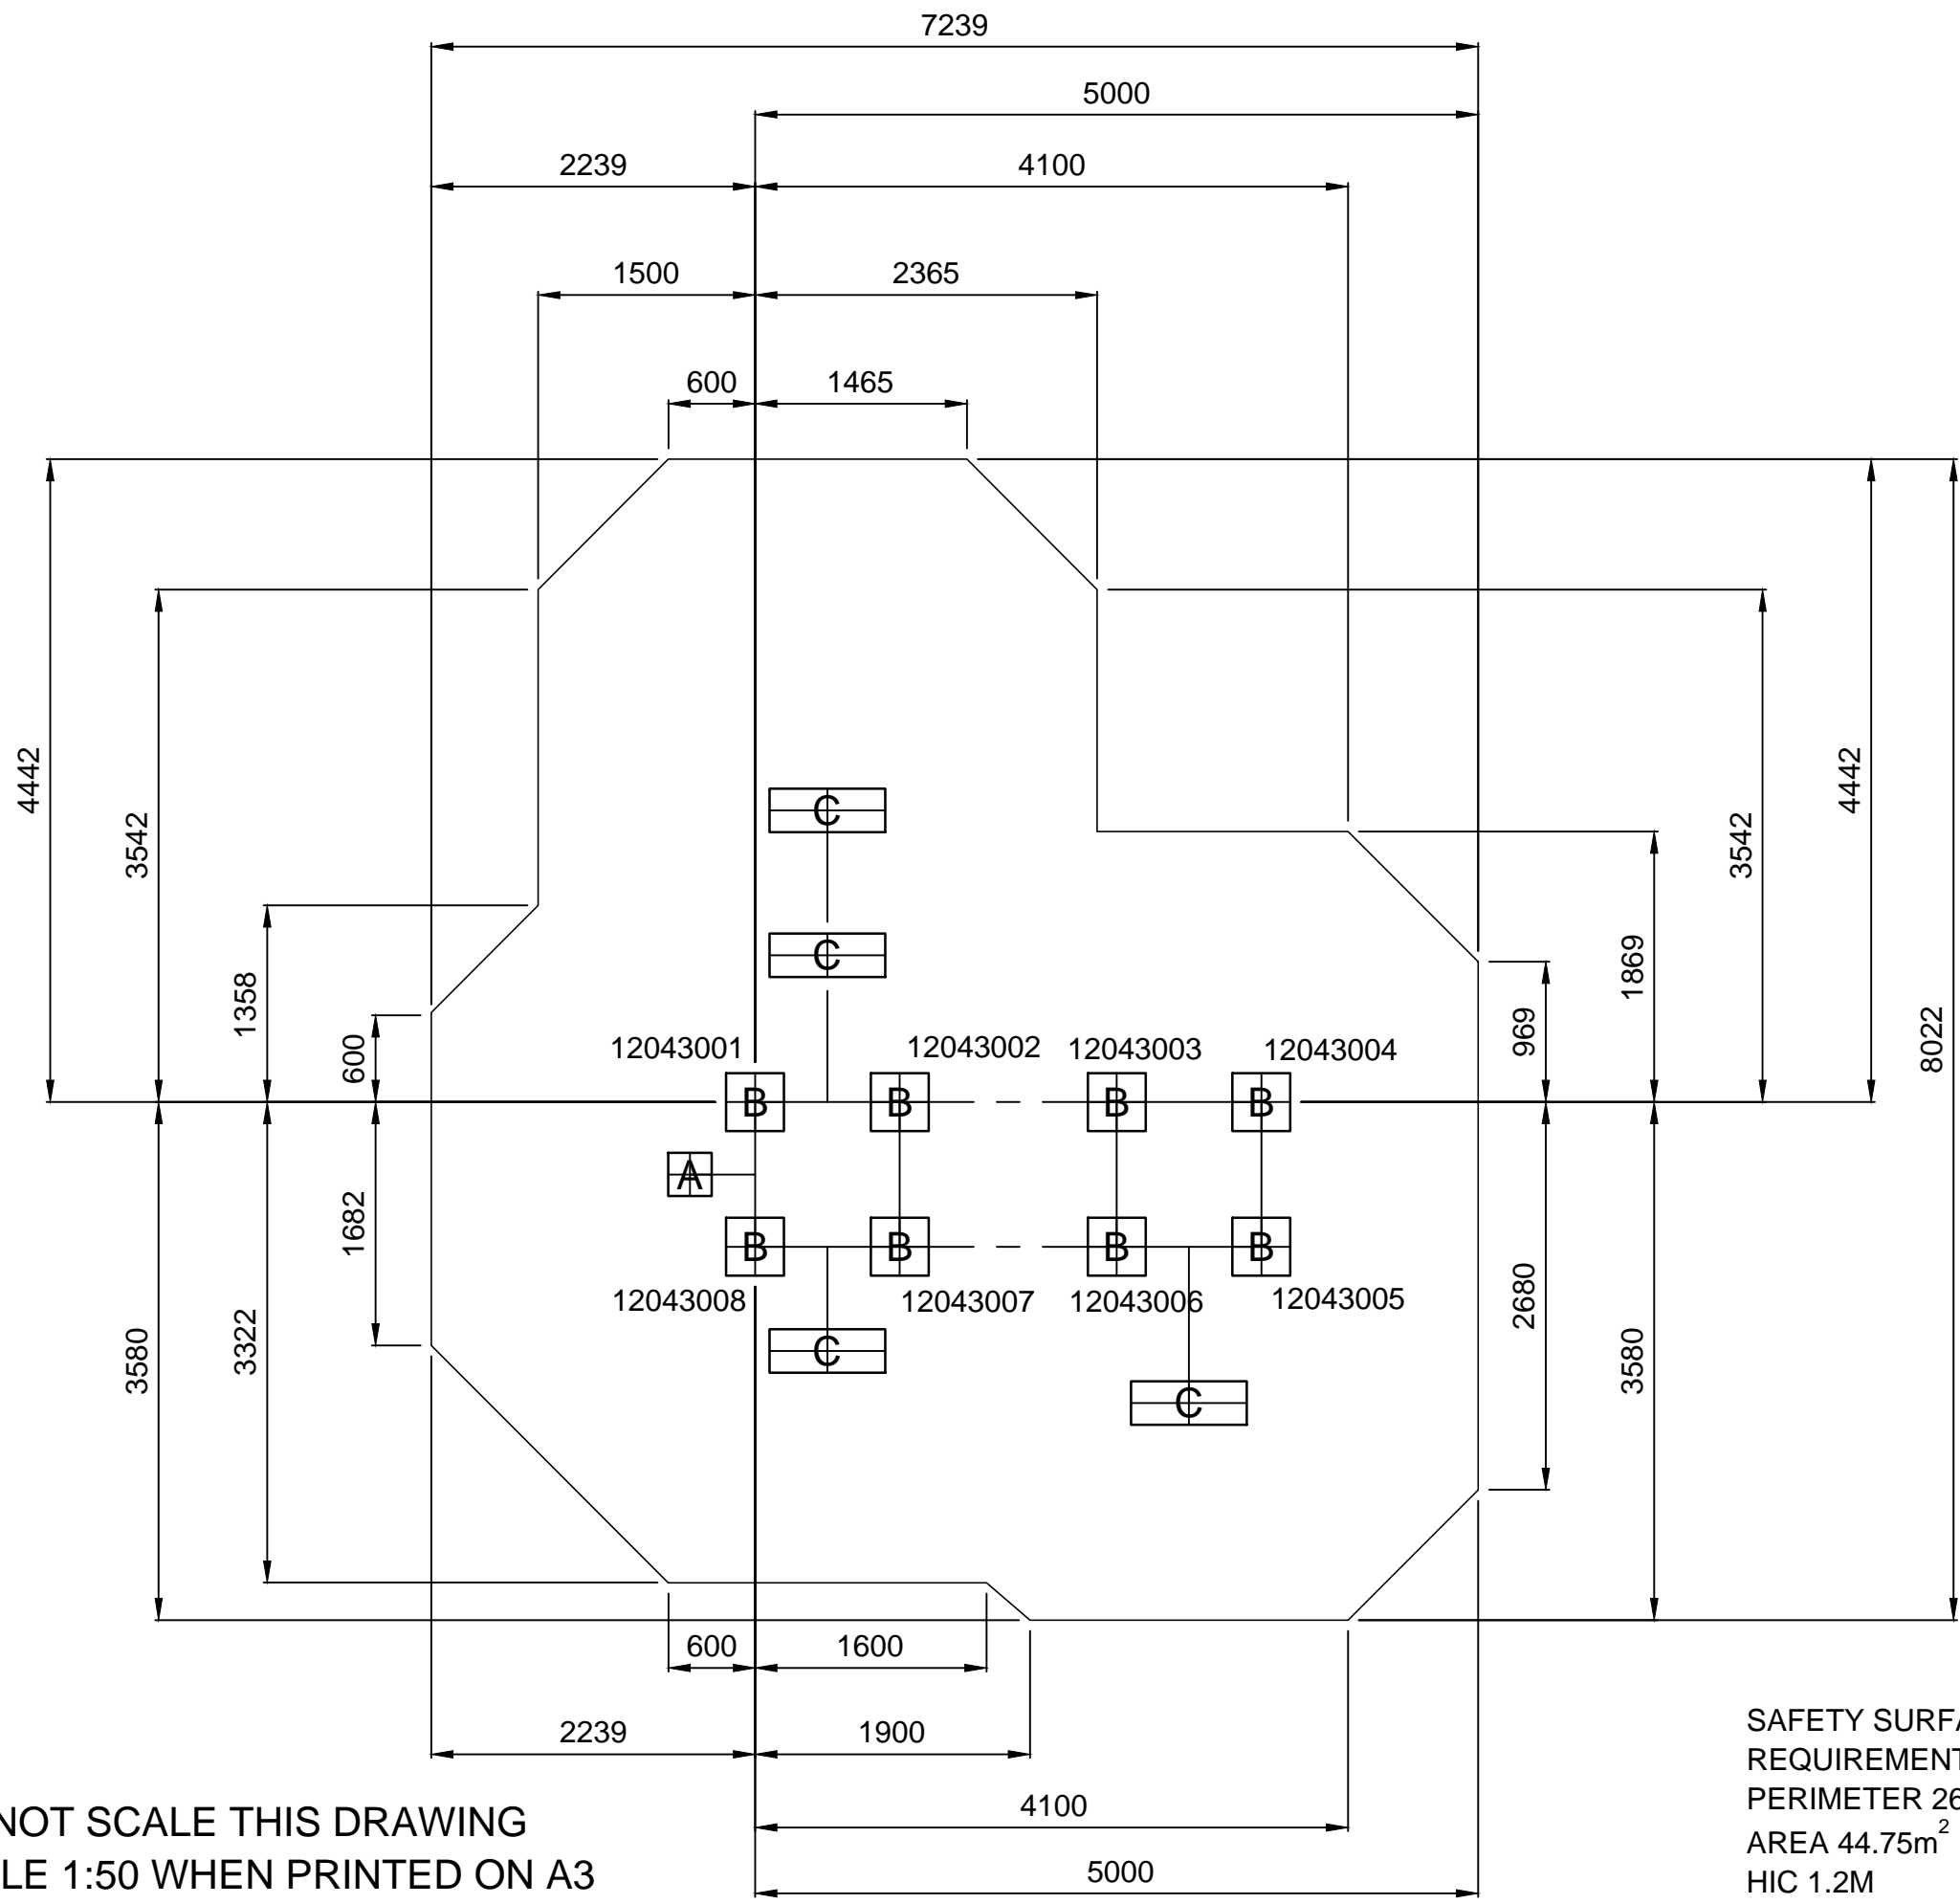 7239
5000
2239 4100
1500 2365
600 1465
4442
3542
1358
600
4442
3542
1869
969
8022
C
C
12043001 12043002 12043003 12043004
B B B B
A
B B B B
12043008 12043007 12043006 12043005
C
C
1682
3322
3580
2680
3580
600 1600
2239 1900
4100
5000
NOT SCALE THIS DRAWING
LE 1:50 WHEN PRINTED ON A3
SAFETY SURFA
REQUIREMENT
PERIMETER 26
AREA 44.75m²
HIC 1.2M